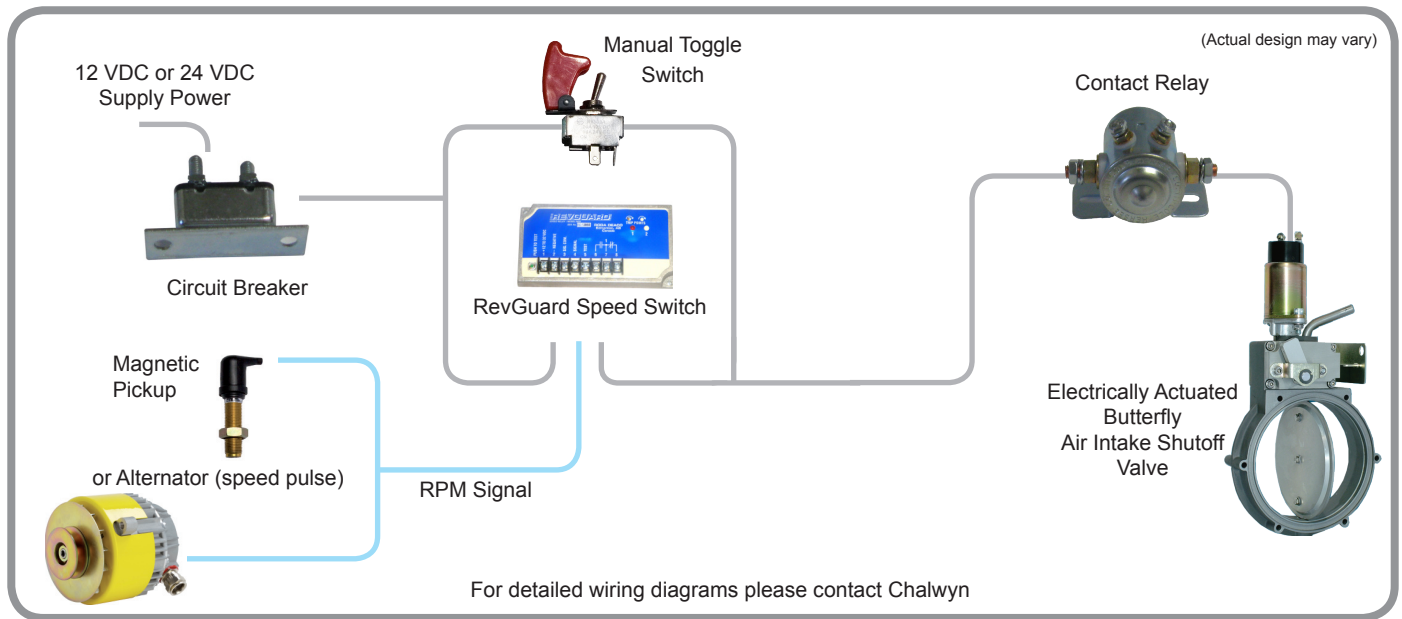 (Actual design may vary)
Manual Toggle
Switch
12 VDC or 24 VDC
Supply Power
Contact Relay
REVGUARD
Circuit Breaker
RevGuard Speed Switch
Magnetic
Pickup
or Alternator (speed pulse)
RPM Signal
Electrically Actuated
Butterfly
Air Intake Shutoff
Valve
For detailed wiring diagrams please contact Chalwyn